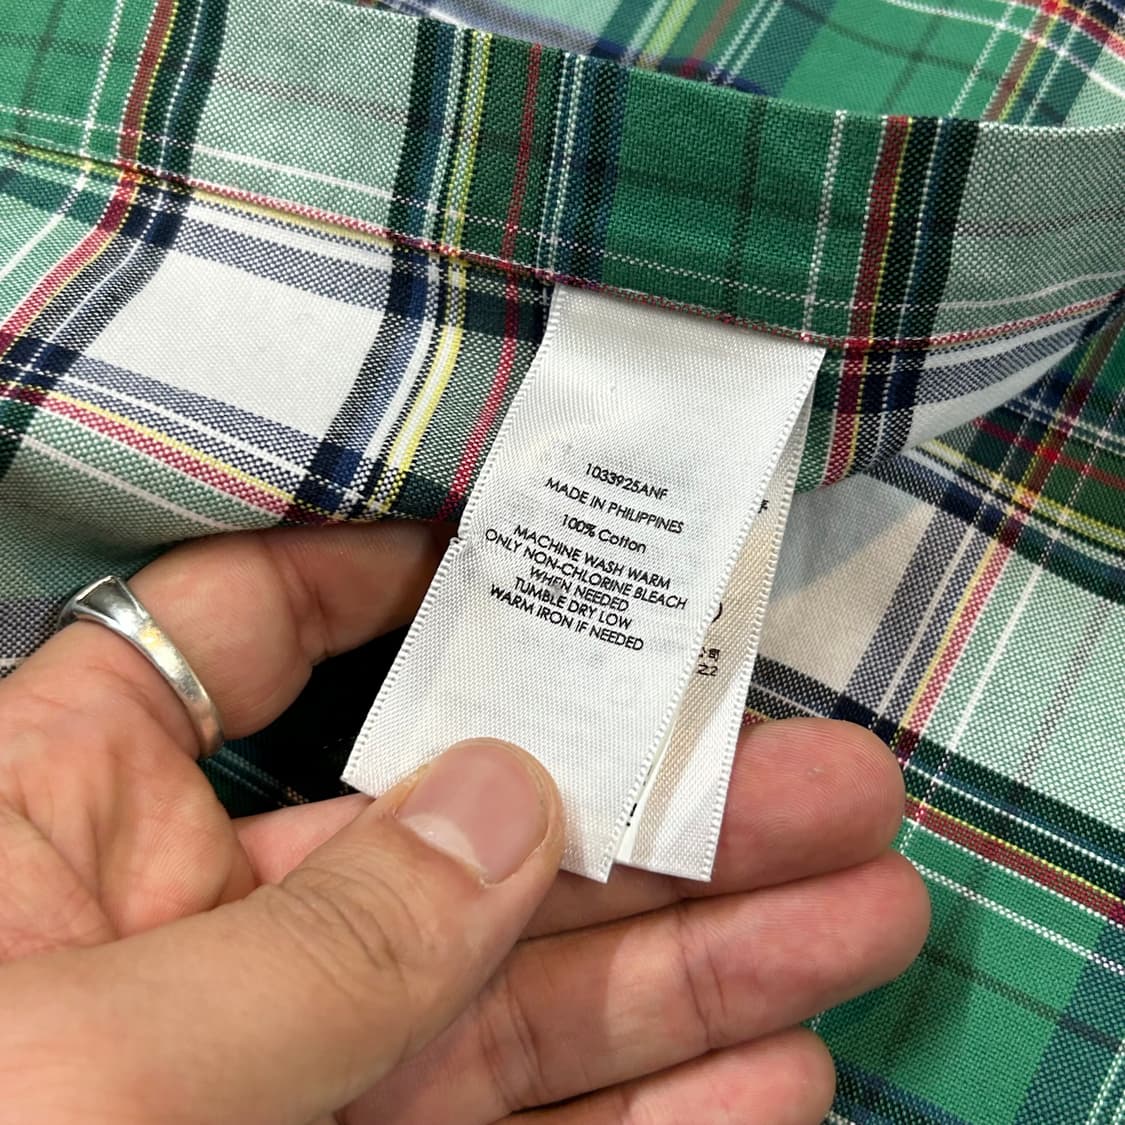 1033925ANF
MADE IN PHILIPPINES
100% Cotton
MACHINE WASH WARM
ONLY NON-CHLORINE BLEACH
WHEN NEEDED
TUMBLE DRY LOW
WARM IRON IF NEEDED